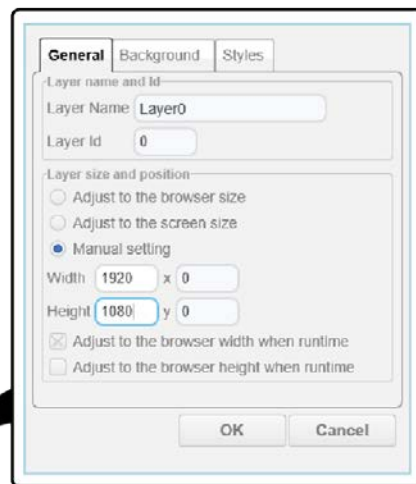 General Background Styles
Layer name and Id
Layer Name Layer0
Layer Id 0
Layer size and position
Adjust to the browser size
Adjust to the screen size
Manual setting
Width 1920 x 0
Height 1080 y 0
Adjust to the browser width when runtime
Adjust to the browser height when runtime
OK Cancel